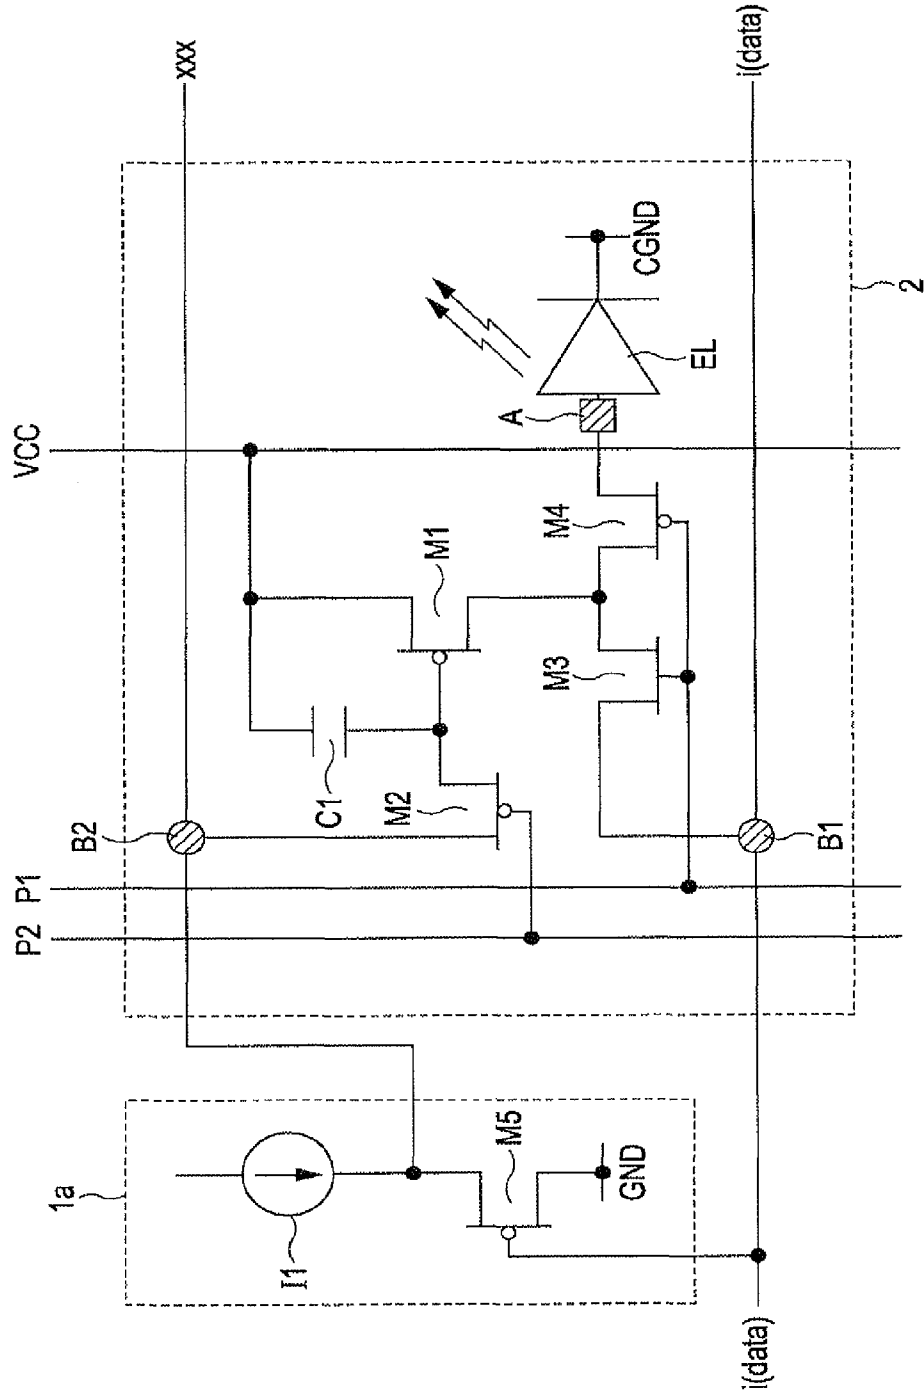 xxx
i(data)
CGND
2
EL
A
VCC
M4
M1
M3
C1
M2
B2
B1
P1
P2
M5
GND
1a
I1
i(data)